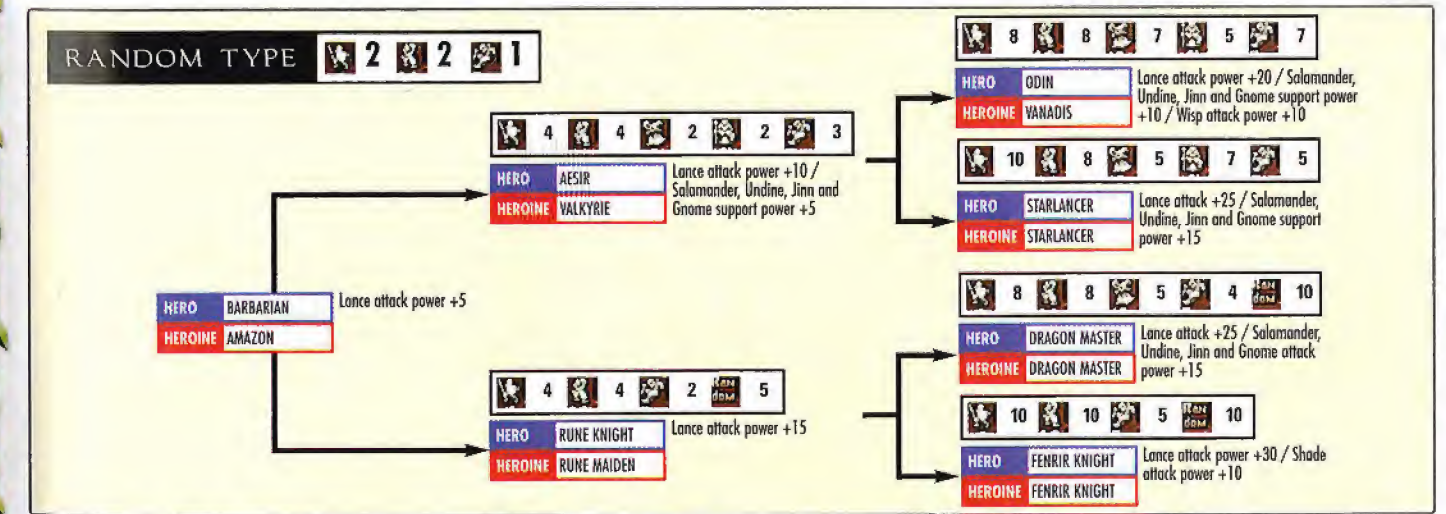 RANDOM TYPE 2 2 1
8 8 7 5 7
HERO ODIN
HEROINE VANADIS
Lance attack power +20 / Salamander,
Undine, Jinn and Gnome support power
+10 / Wisp attack power +10
4 4 2 2 3
HERO AESIR
HEROINE VALKYRIE
Lance attack power +10 /
Salamander, Undine, Jinn and
Gnome support power +5
10 8 5 7 5
HERO STARLANCER
HEROINE STARLANCER
Lance attack +25 / Salamander,
Undine, Jinn and Gnome support
power +15
HERO BARBARIAN
HEROINE AMAZON
Lance attack power +5
8 8 5 4 RANDOM 10
HERO DRAGON MASTER
HEROINE DRAGON MASTER
Lance attack +25 / Salamander,
Undine, Jinn and Gnome attack
power +15
4 4 2 RANDOM 5
HERO RUNE KNIGHT
HEROINE RUNE MAIDEN
Lance attack power +15
10 10 5 RANDOM 10
HERO FENRIR KNIGHT
HEROINE FENRIR KNIGHT
Lance attack power +30 / Shade
attack power +10